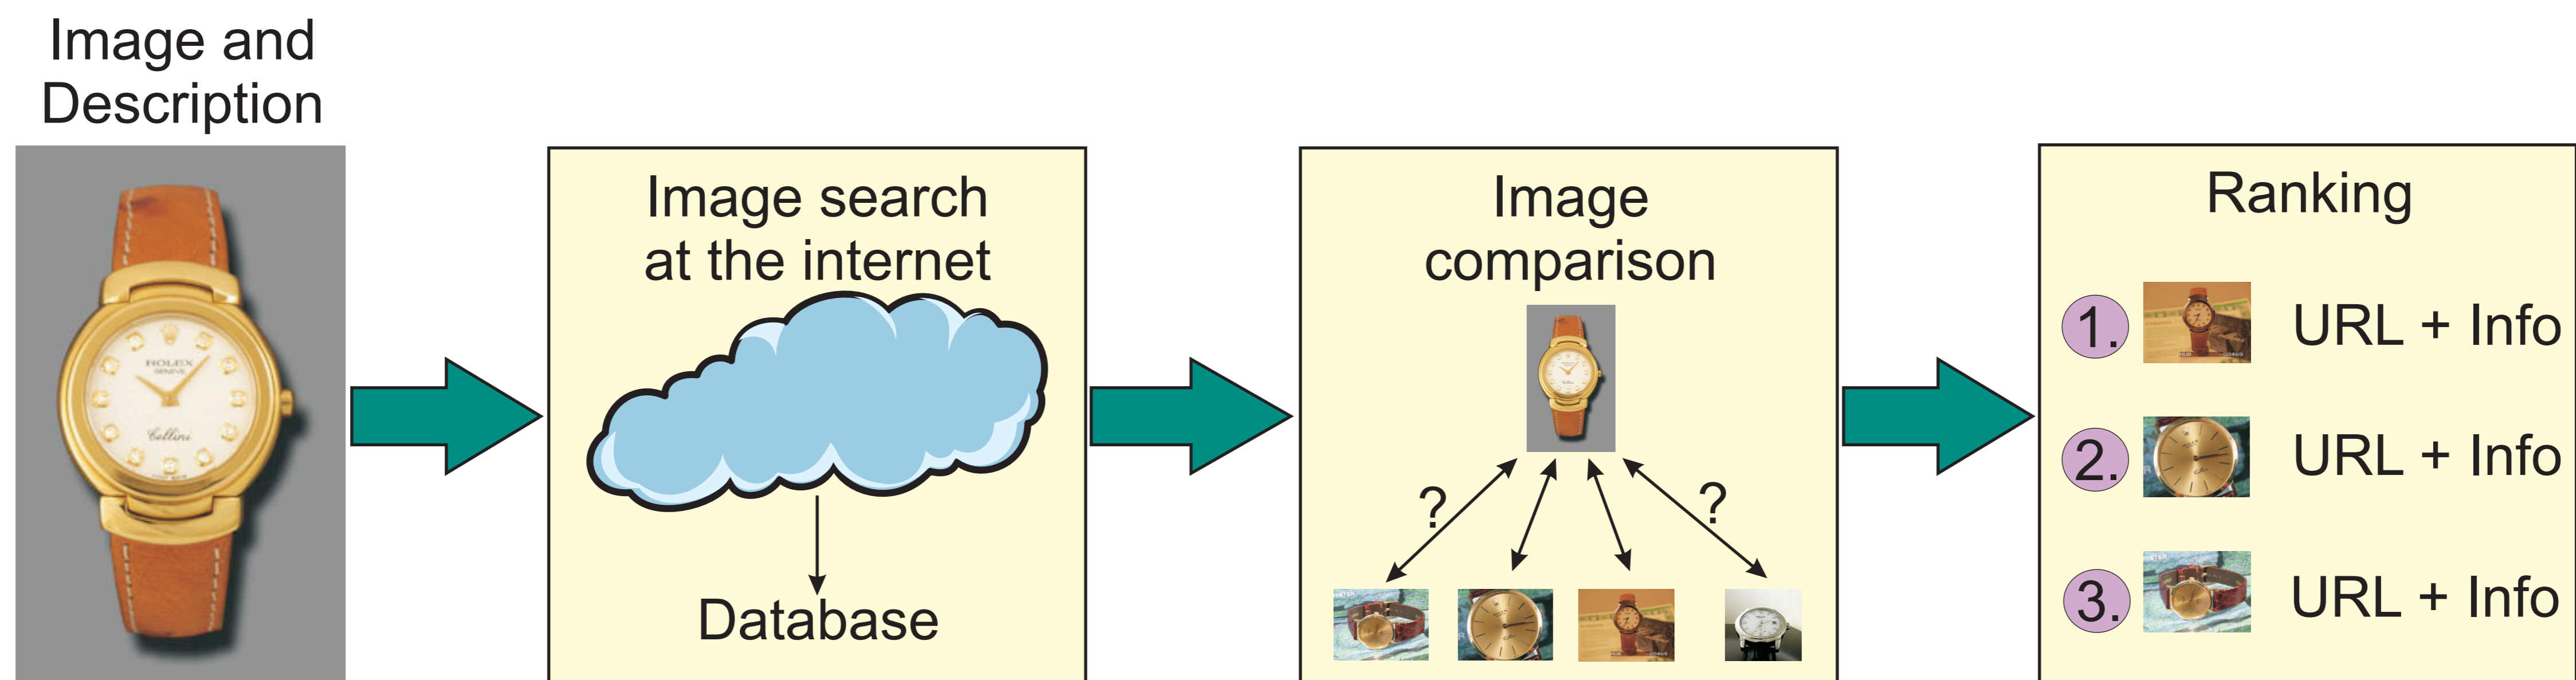 Image and
Description
ROLEX
GENEVE
Cellini
Image search
at the internet
Database
Image
comparison
?
?
Ranking
1.
URL + Info
2.
URL + Info
3.
URL + Info